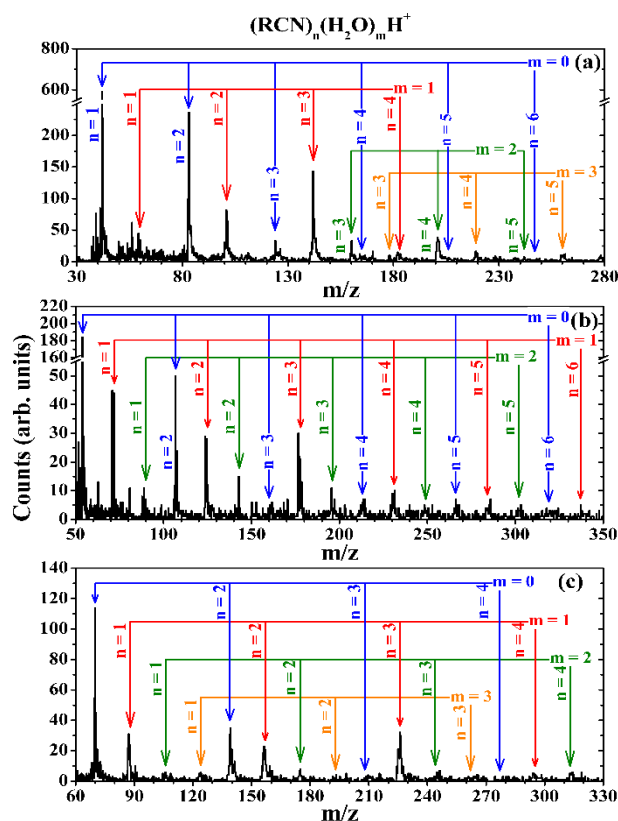 (RCN)n(H2O)mH+
800
600
200
150
100
50
0
m = 0
(a)
m = 1
m = 2
m = 3
n = 1
n = 1
n = 2
n = 2
n = 3
n = 3
n = 3
n = 4
n = 4
n = 3
n = 4
n = 4
n = 5
n = 5
n = 6
n = 5
30
80
130
180
230
280
m/z
Counts (arb. units)
220
200
180
160
50
40
30
20
10
0
m = 0
(b)
m = 1
m = 2
n = 1
n = 1
n = 2
n = 2
n = 2
n = 3
n = 3
n = 3
n = 4
n = 4
n = 4
n = 5
n = 5
n = 5
n = 6
n = 6
50
100
150
200
250
300
350
m/z
140
120
100
80
60
40
20
0
m = 0
(c)
m = 1
m = 2
m = 3
n = 1
n = 1
n = 1
n = 2
n = 2
n = 2
n = 2
n = 3
n = 3
n = 3
n = 3
n = 4
n = 4
n = 4
60
90
120
150
180
210
240
270
300
330
m/z